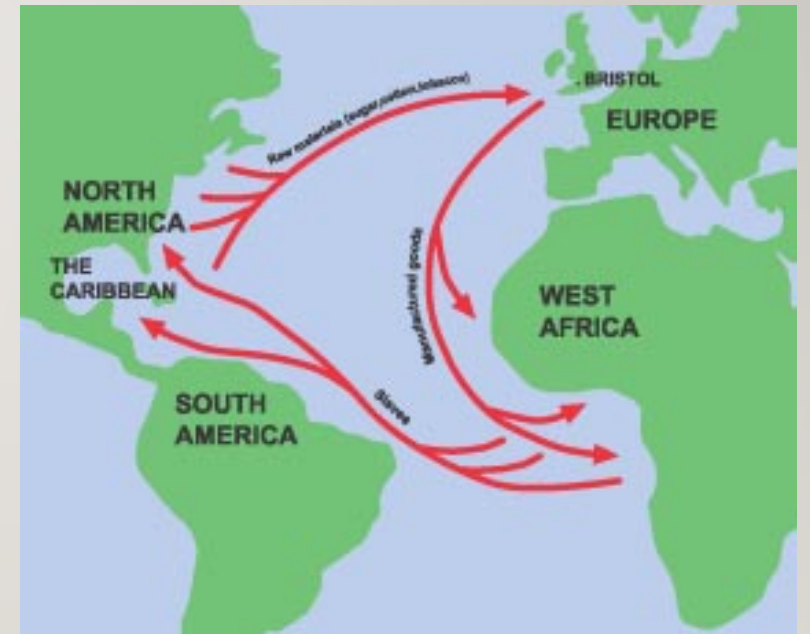 Raw materials (sugar,cotton,tobacco)
. BRISTOL
EUROPE
NORTH
AMERICA
THE
CARIBBEAN
Manufactured goods
WEST
AFRICA
SOUTH
AMERICA
Slaves